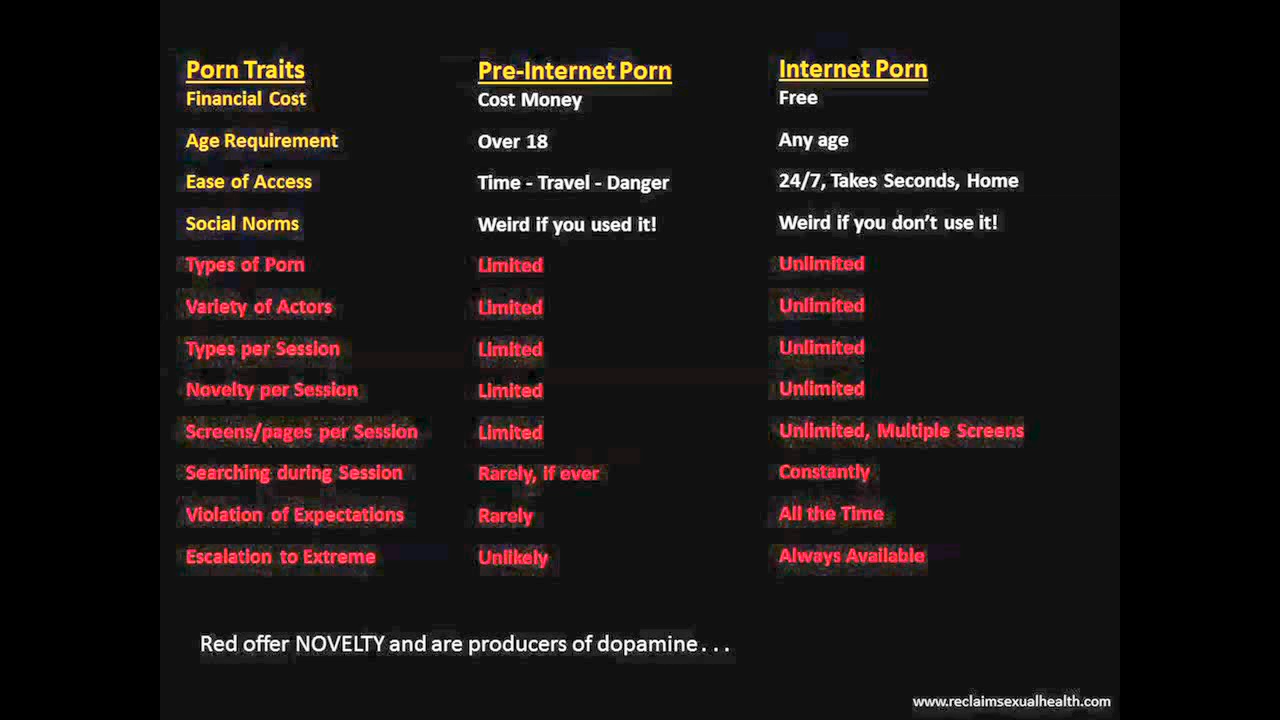 Porn Traits Pre-Internet Porn Internet Porn
Financial Cost Cost Money Free
Age Requirement Over 18 Any age
Ease of Access Time - Travel - Danger 24/7, Takes Seconds, Home
Social Norms Weird if you used it! Weird if you don’t use it!
Types of Porn Limited Unlimited
Variety of Actors Limited Unlimited
Types per Session Limited Unlimited
Novelty per Session Limited Unlimited
Screens/pages per Session Limited Unlimited, Multiple Screens
Searching during Session Rarely, if ever Constantly
Violation of Expectations Rarely All the Time
Escalation to Extreme Unlikely Always Available
Red offer NOVELTY and are producers of dopamine . . .
www.reclaimsexualhealth.com